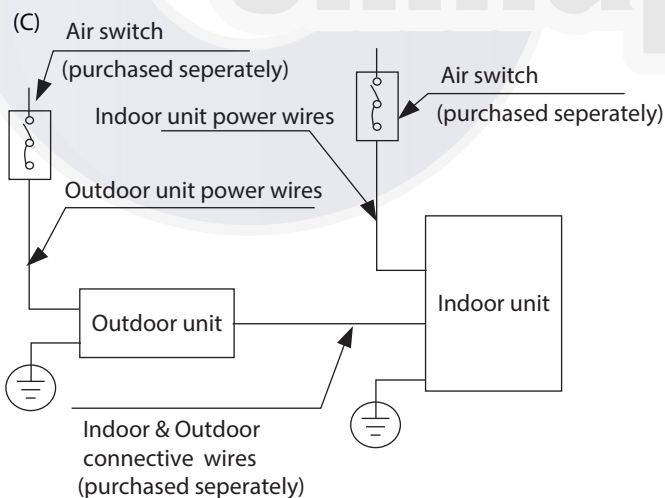 (C)
Air switch
(purchased seperately)
Air switch
(purchased seperately)
Indoor unit power wires
Outdoor unit power wires
Outdoor unit
Indoor unit
Indoor & Outdoor
connective wires
(purchased seperately)